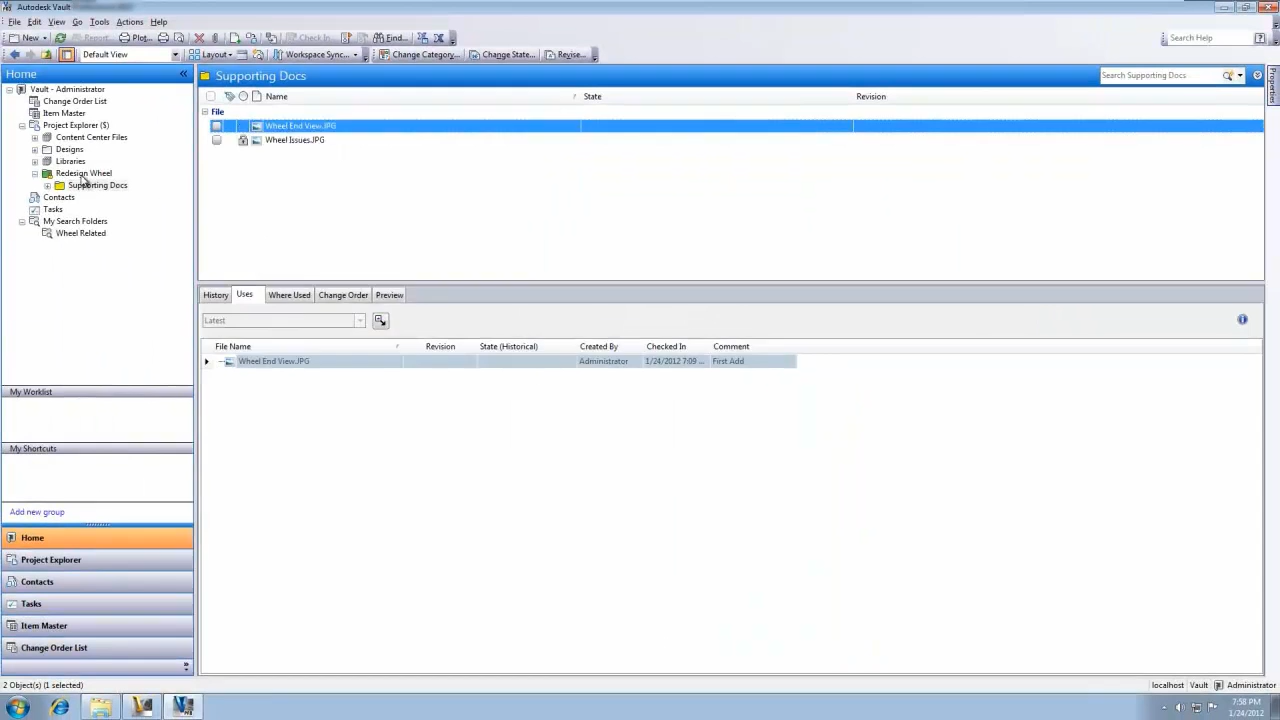 Autodesk Vault
File Edit View Go Tools Actions Help
New Report Plot... Check In... Find...
Search Help
Default View Layout Workspace Sync... Change Category... Change State... Revise...
Home
Vault - Administrator
Change Order List
Item Master
Project Explorer ($)
Content Center Files
Designs
Libraries
Redesign Wheel
Supporting Docs
Contacts
Tasks
My Search Folders
Wheel Related
My Worklist
My Shortcuts
Add new group
Home
Project Explorer
Contacts
Tasks
Item Master
Change Order List
Supporting Docs
Search Supporting Docs
Name State Revision
File
Wheel End View.JPG
Wheel Issues.JPG
History Uses Where Used Change Order Preview
Latest
File Name Revision State (Historical) Created By Checked In Comment
Wheel End View.JPG Administrator 1/24/2012 7:09 ... First Add
Properties
2 Object(s) (1 selected)
localhost Vault Administrator
7:58 PM
1/24/2012